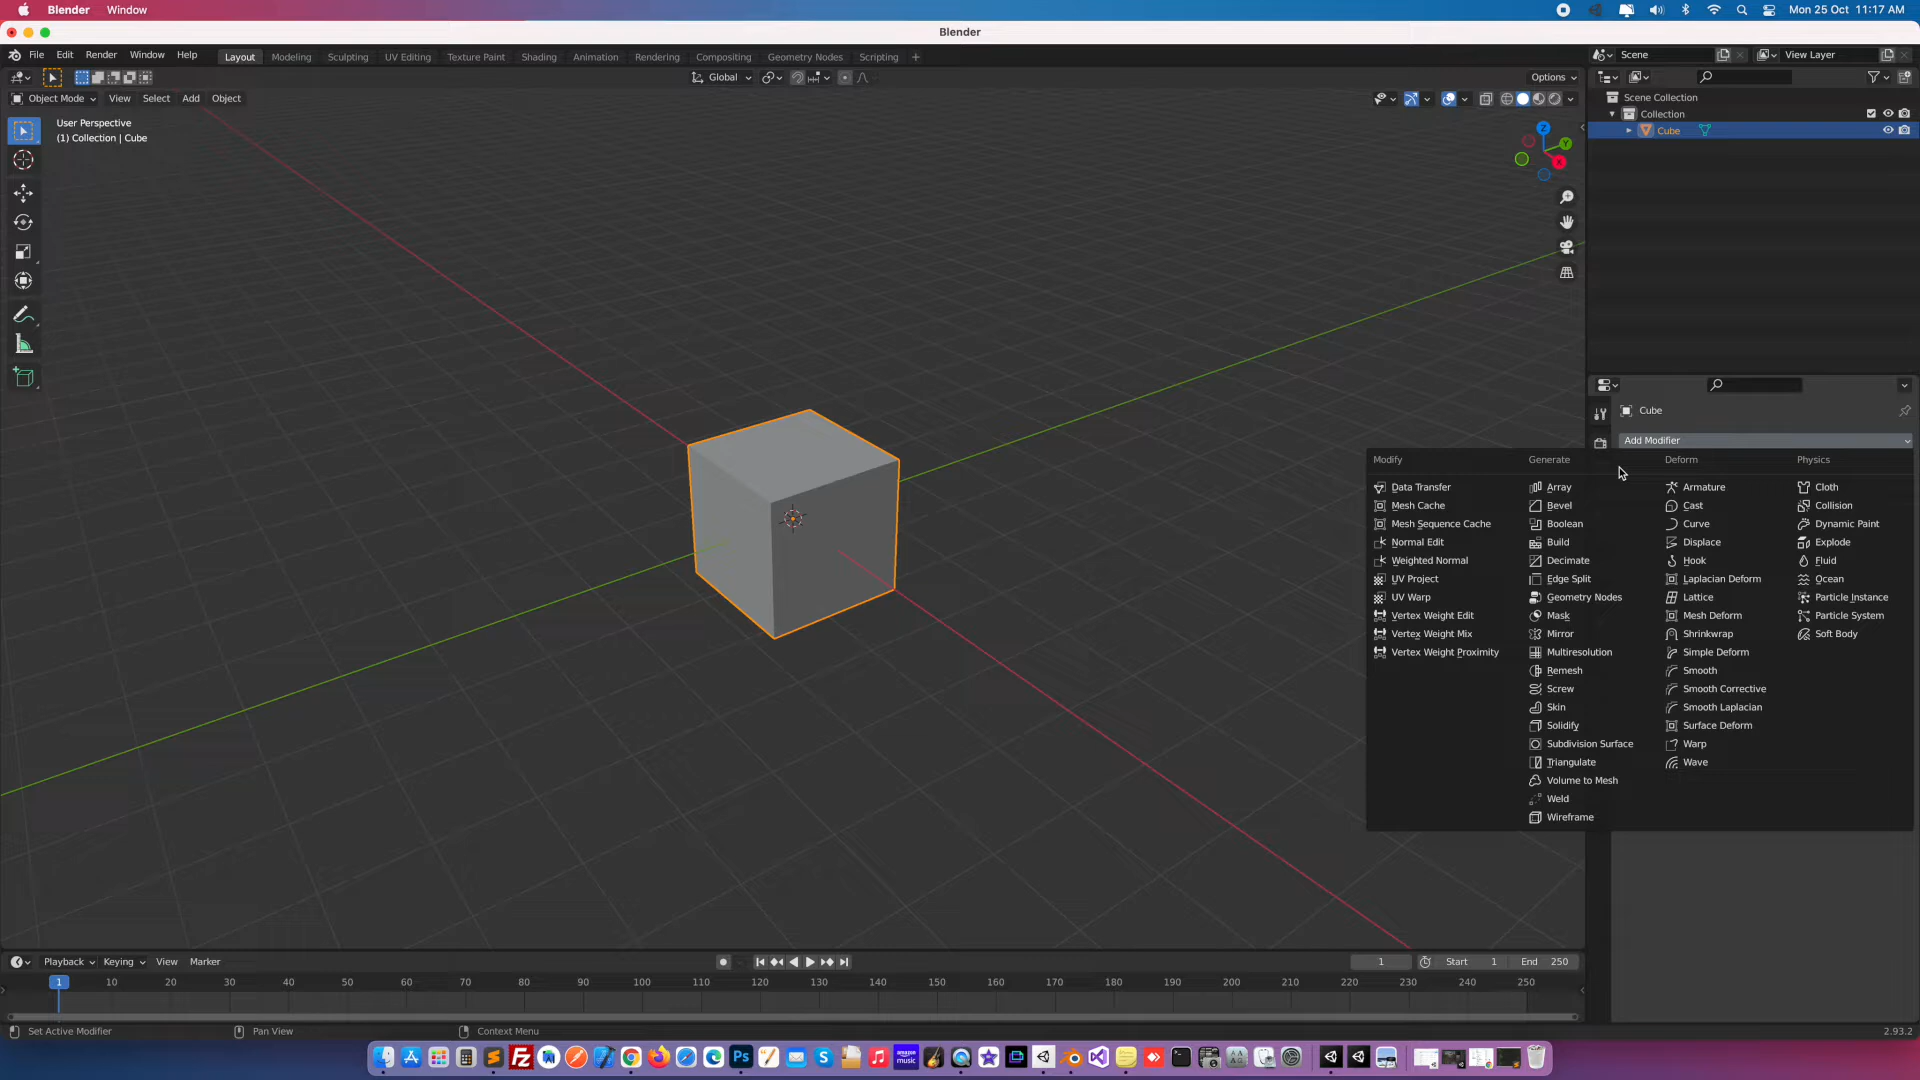 Blender Window Mon 25 Oct 11:17 AM
Blender
File Edit Render Window Help Layout Modeling Sculpting UV Editing Texture Paint Shading Animation Rendering Compositing Geometry Nodes Scripting + Scene View Layer
Global Options
Object Mode View Select Add Object
User Perspective
(1) Collection | Cube
Z
Y
X
Scene Collection
Collection
Cube
Cube
Add Modifier
Modify Generate Deform Physics
Data Transfer Array Armature Cloth
Mesh Cache Bevel Cast Collision
Mesh Sequence Cache Boolean Curve Dynamic Paint
Normal Edit Build Displace Explode
Weighted Normal Decimate Hook Fluid
UV Project Edge Split Laplacian Deform Ocean
UV Warp Geometry Nodes Lattice Particle Instance
Vertex Weight Edit Mask Mesh Deform Particle System
Vertex Weight Mix Mirror Shrinkwrap Soft Body
Vertex Weight Proximity Multiresolution Simple Deform
Remesh Smooth
Screw Smooth Corrective
Skin Smooth Laplacian
Solidify Surface Deform
Subdivision Surface Warp
Triangulate Wave
Volume to Mesh
Weld
Wireframe
Playback Keying View Marker 1 Start 1 End 250
1 10 20 30 40 50 60 70 80 90 100 110 120 130 140 150 160 170 180 190 200 210 220 230 240 250
Set Active Modifier Pan View Context Menu 2.93.2
Fz Ps amazon music